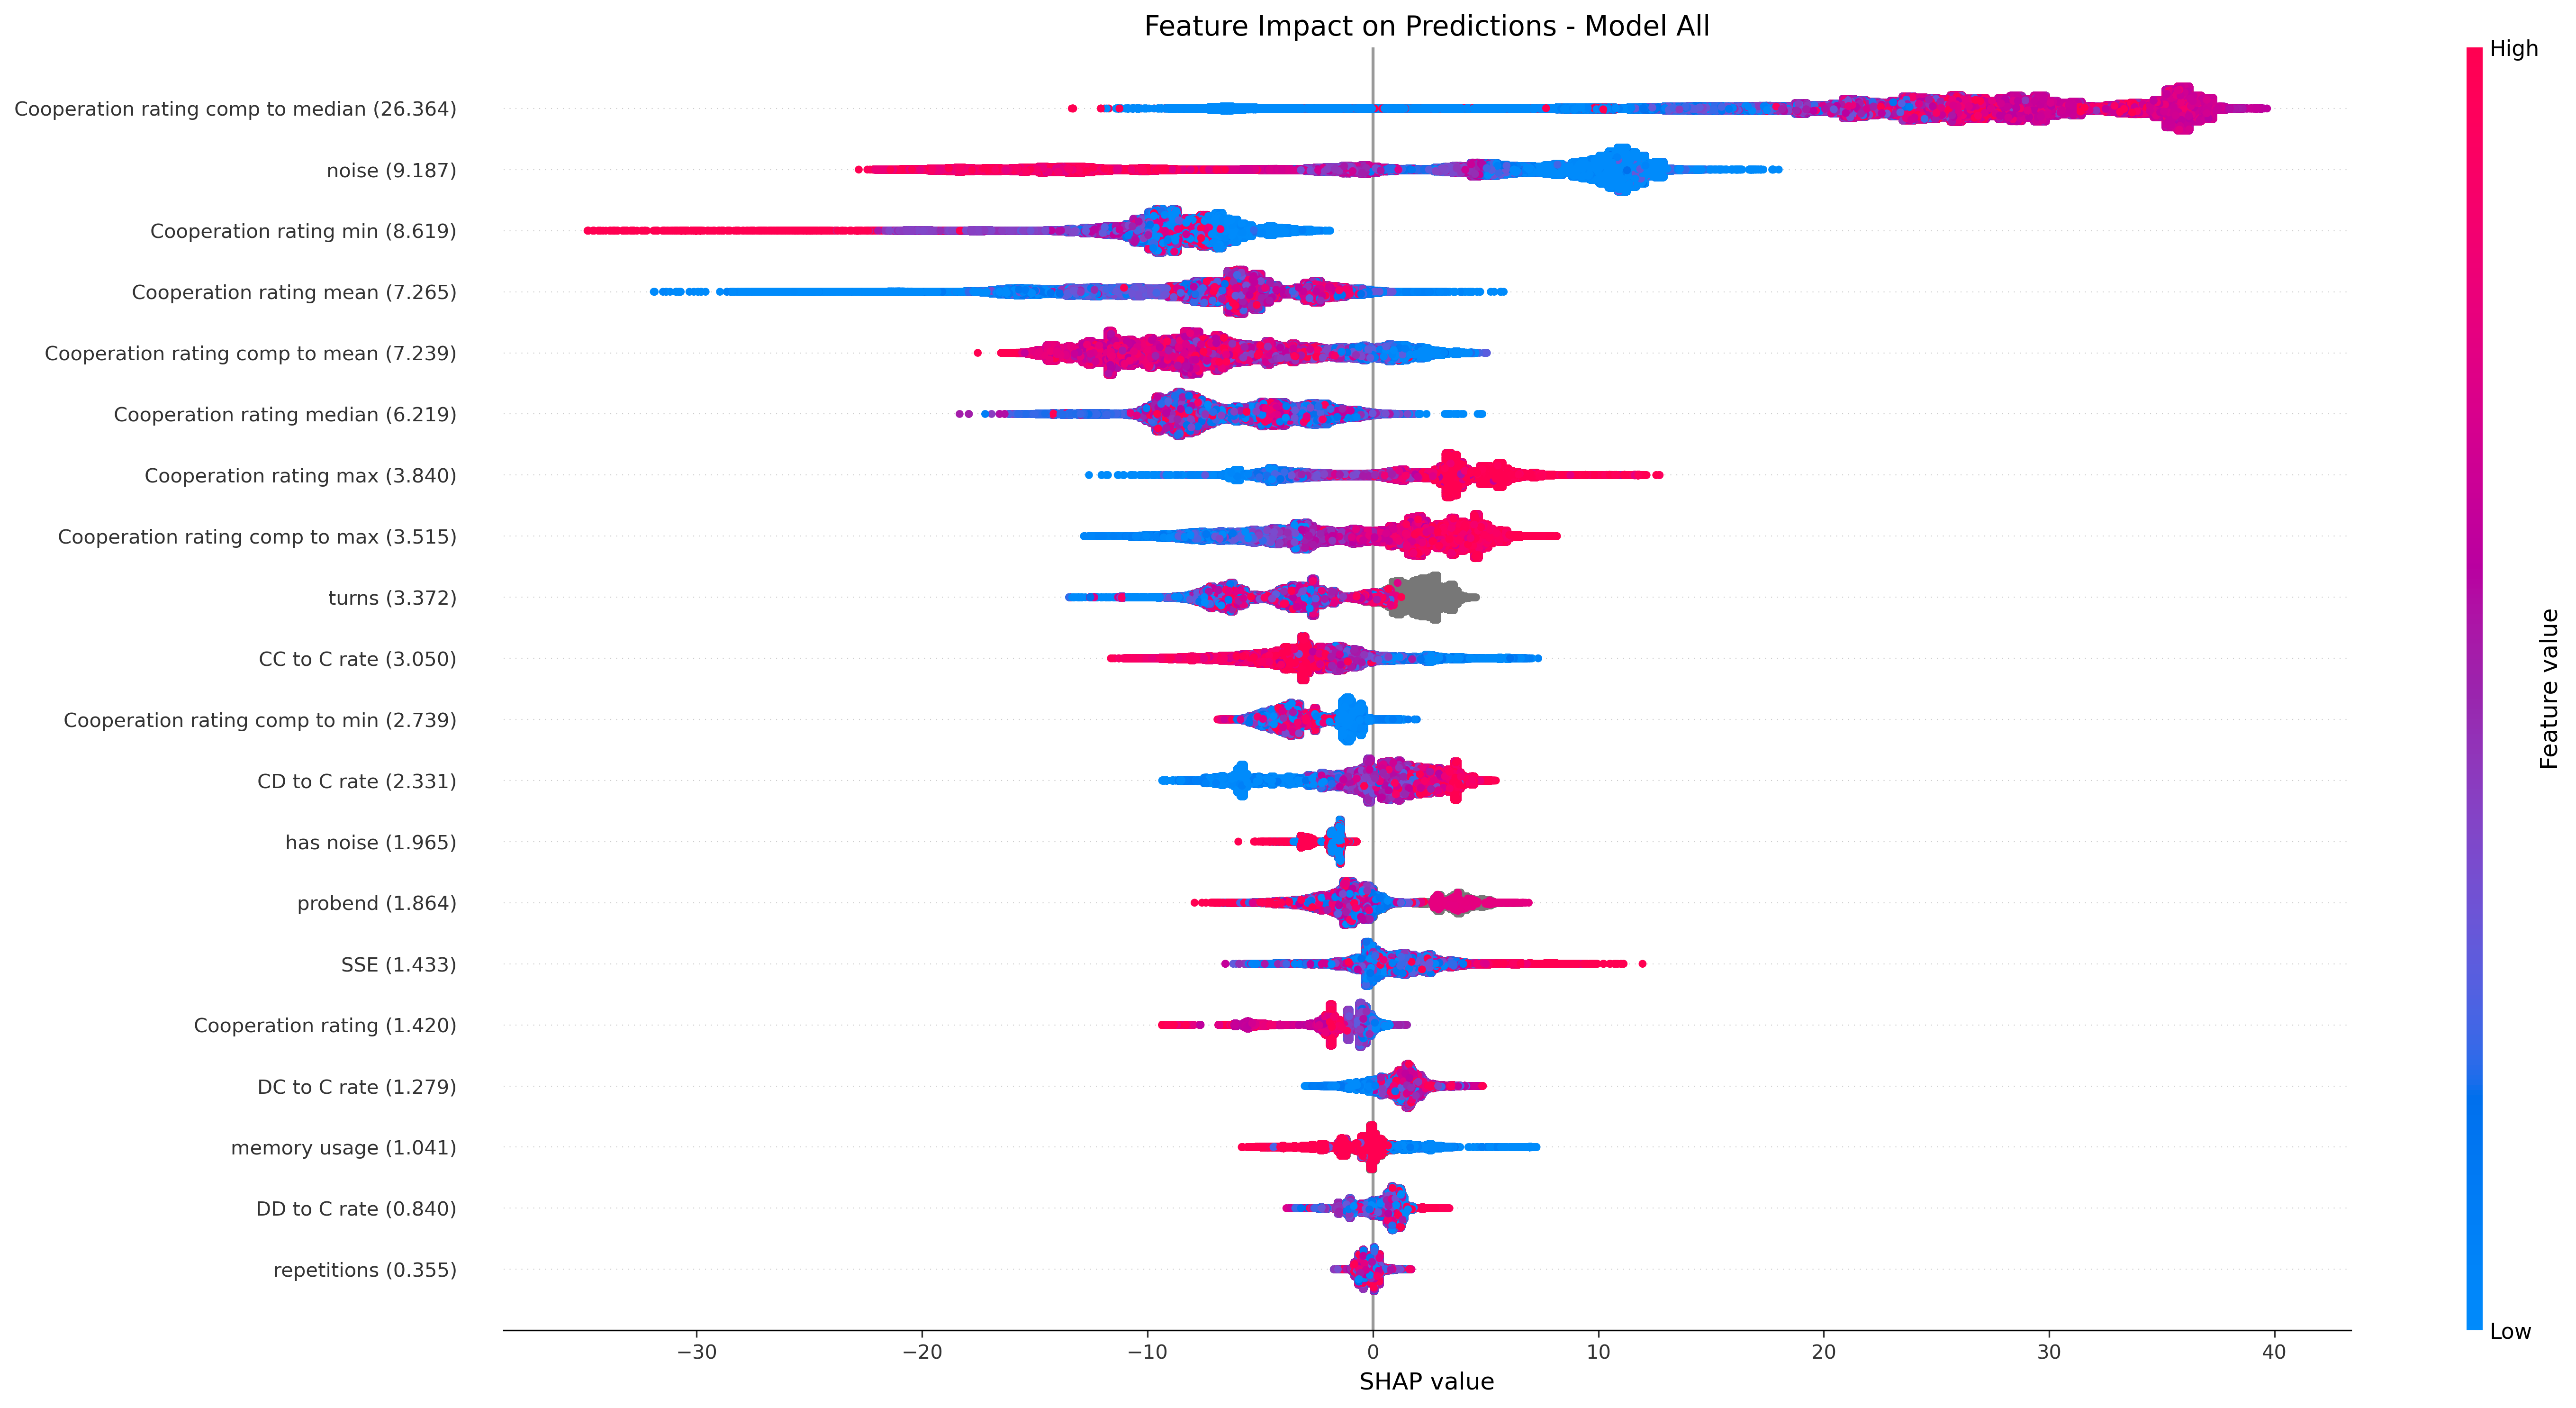 Feature Impact on Predictions - Model All
High
Cooperation rating comp to median (26.364)
noise (9.187)
Cooperation rating min (8.619)
Cooperation rating mean (7.265)
Cooperation rating comp to mean (7.239)
Cooperation rating median (6.219)
Cooperation rating max (3.840)
Cooperation rating comp to max (3.515)
turns (3.372)
CC to C rate (3.050)
Cooperation rating comp to min (2.739)
CD to C rate (2.331)
has noise (1.965)
probend (1.864)
SSE (1.433)
Cooperation rating (1.420)
DC to C rate (1.279)
memory usage (1.041)
DD to C rate (0.840)
repetitions (0.355)
Feature value
Low
−30 −20 −10 0 10 20 30 40
SHAP value